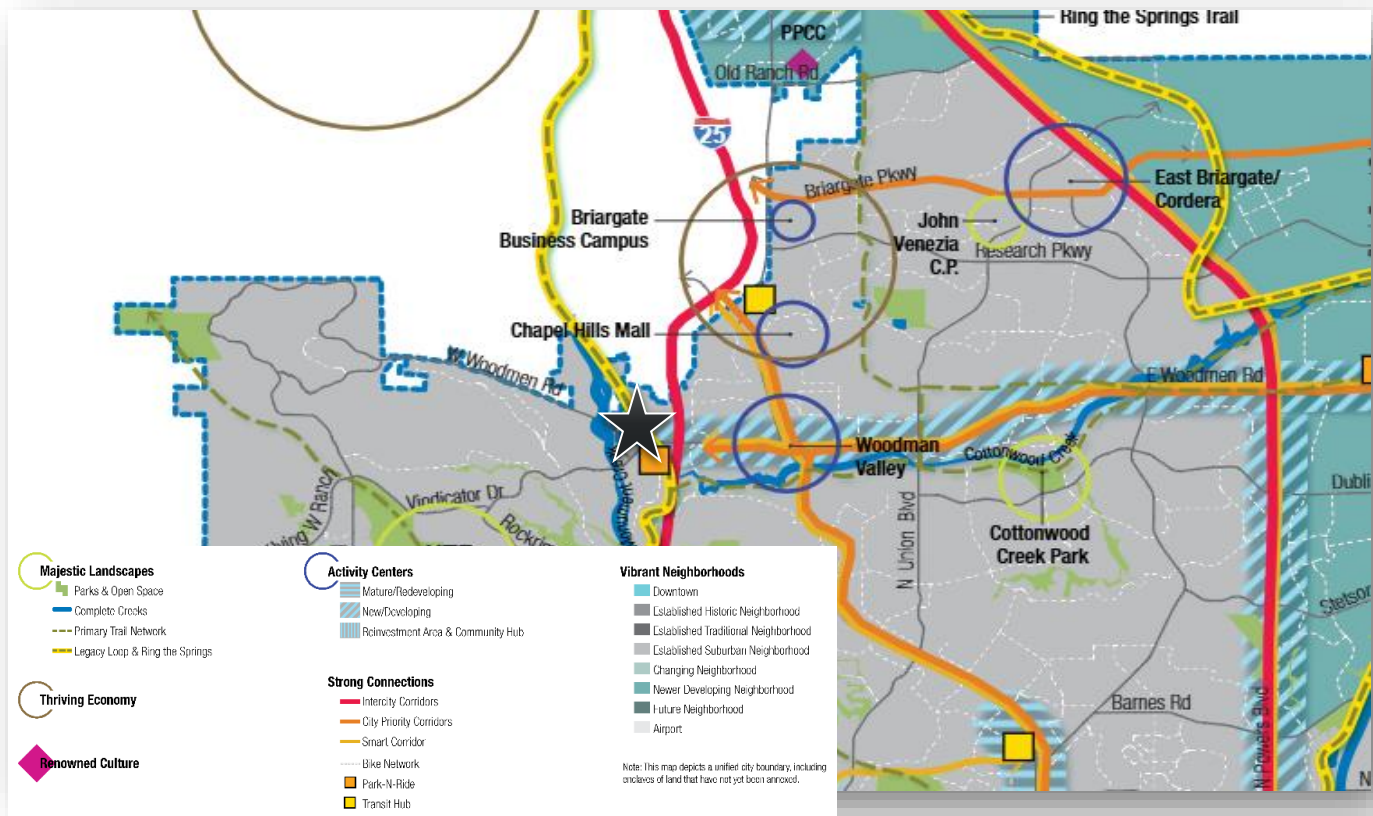 Ring the Springs Trail
PPCC
Old Ranch Rd
25
Briargate Pkwy
East Briargate/
Cordera
Briargate
Business Campus
John
Venezia
C.P.
Research Pkwy
Chapel Hills Mall
W Woodmen Rd
E Woodmen Rd
Woodman
Valley
Cottonwood Creek
Vindicator Dr
N Union Blvd
Cottonwood
Creek Park
Barnes Rd
N Powers Blvd
Majestic Landscapes
Parks & Open Space
Complete Creeks
Primary Trail Network
Legacy Loop & Ring the Springs
Thriving Economy
Renowned Culture
Activity Centers
Mature/Redeveloping
New/Developing
Reinvestment Area & Community Hub
Strong Connections
Intercity Corridors
City Priority Corridors
Smart Corridor
Bike Network
Park-N-Ride
Transit Hub
Vibrant Neighborhoods
Downtown
Established Historic Neighborhood
Established Traditional Neighborhood
Established Suburban Neighborhood
Changing Neighborhood
Newer Developing Neighborhood
Future Neighborhood
Airport
Note: This map depicts a unified city boundary, including
enclaves of land that have not yet been annexed.